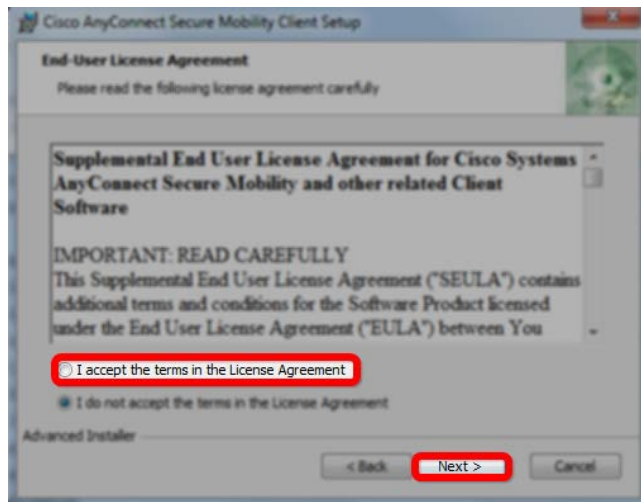 Cisco AnyConnect Secure Mobility Client Setup
End-User License Agreement
Please read the following license agreement carefully
Supplemental End User License Agreement for Cisco Systems
AnyConnect Secure Mobility and other related Client
Software
IMPORTANT: READ CAREFULLY
This Supplemental End User License Agreement ("SEULA") contains
additional terms and conditions for the Software Product licensed
under the End User License Agreement ("EULA") between You
I accept the terms in the License Agreement
I do not accept the terms in the License Agreement
Advanced Installer
< Back Next > Cancel